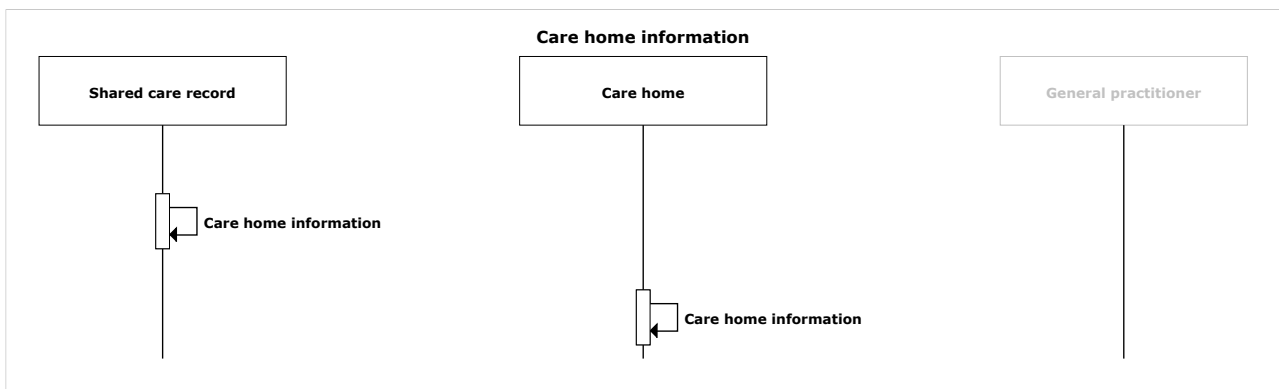 Care home information
Shared care record
Care home
General practitioner
Care home information
Care home information